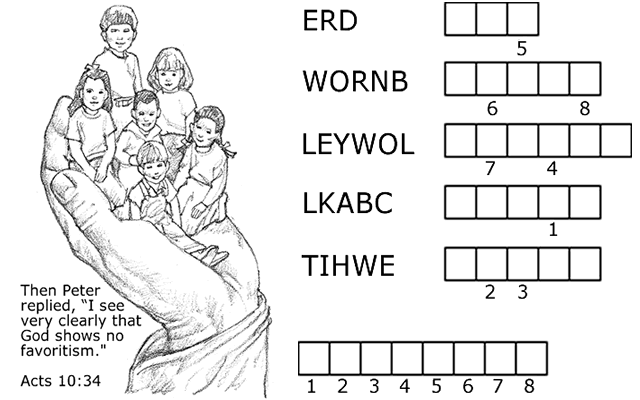 ERD
5
WORNB
6 8
LEYWOL
7 4
LKABC
1
TIHWE
2 3
Then Peter
replied, “I see
very clearly that
God shows no
favoritism."
Acts 10:34
1 2 3 4 5 6 7 8